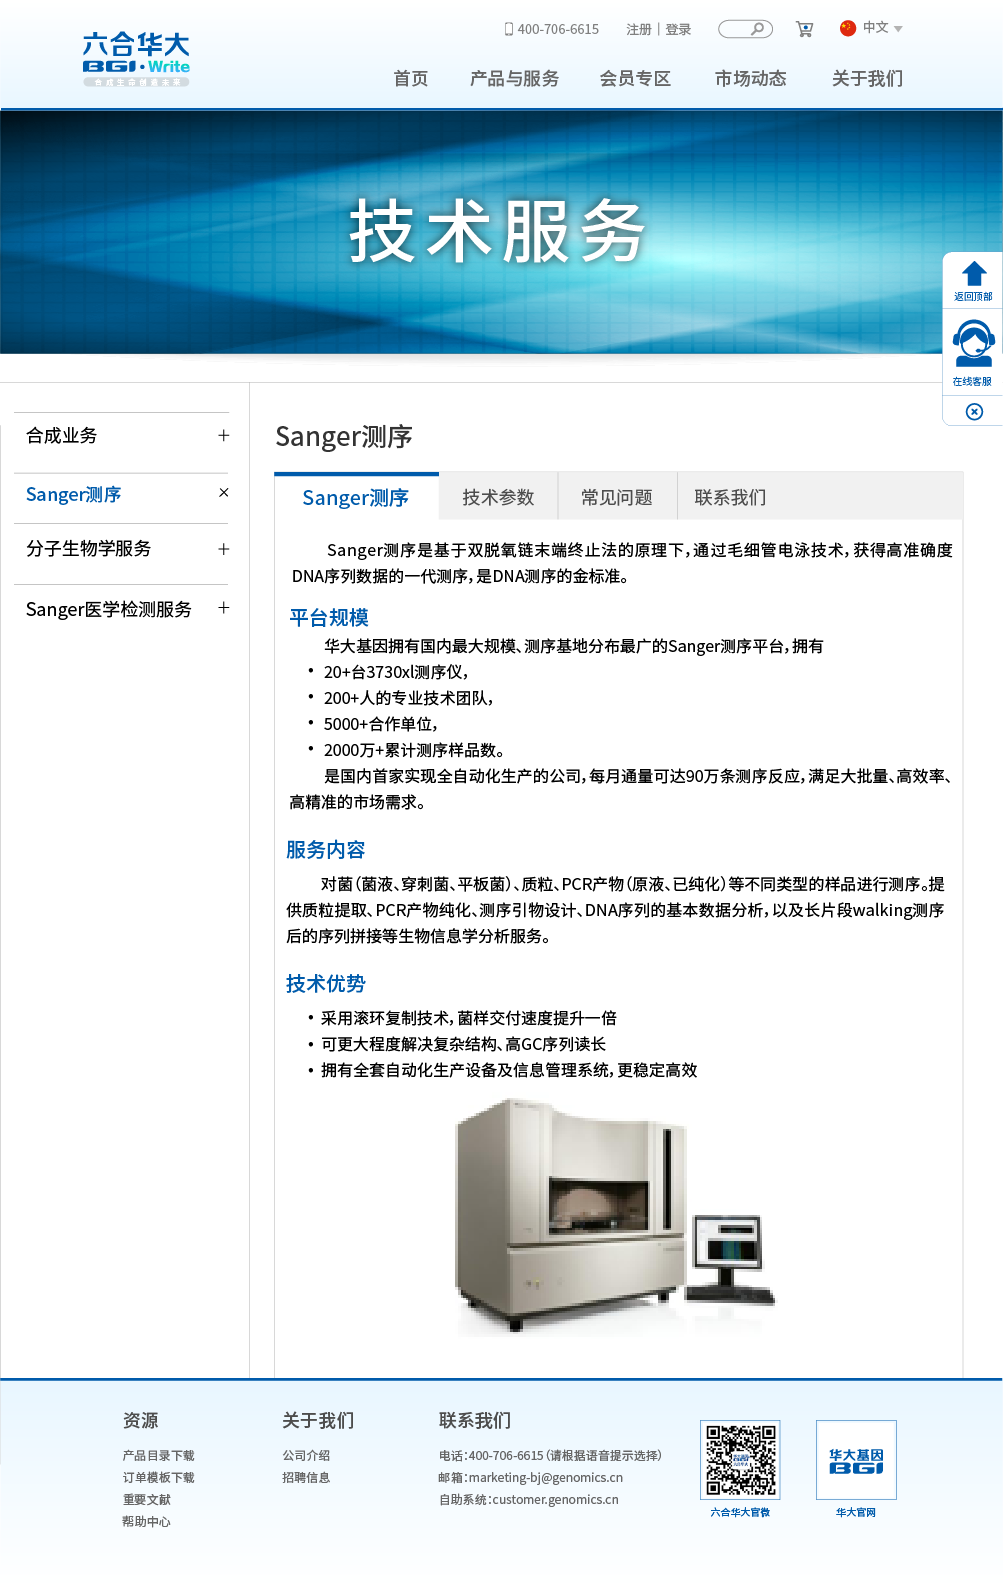 六合华大
BGI·Write
合成生命创造未来
400-706-6615
注册 | 登录
中文
首页
产品与服务
会员专区
市场动态
关于我们
技术服务
返回顶部
在线客服
合成业务
Sanger测序
分子生物学服务
Sanger医学检测服务
Sanger测序
Sanger测序
技术参数
常见问题
联系我们
Sanger测序是基于双脱氧链末端终止法的原理下，通过毛细管电泳技术，获得高准确度
DNA序列数据的一代测序，是DNA测序的金标准。
平台规模
华大基因拥有国内最大规模、测序基地分布最广的Sanger测序平台，拥有
• 20+台3730xl测序仪，
• 200+人的专业技术团队，
• 5000+合作单位，
• 2000万+累计测序样品数。
是国内首家实现全自动化生产的公司，每月通量可达90万条测序反应，满足大批量、高效率、
高精准的市场需求。
服务内容
对菌（菌液、穿刺菌、平板菌）、质粒、PCR产物（原液、已纯化）等不同类型的样品进行测序。提
供质粒提取、PCR产物纯化、测序引物设计、DNA序列的基本数据分析，以及长片段walking测序
后的序列拼接等生物信息学分析服务。
技术优势
• 采用滚环复制技术，菌样交付速度提升一倍
• 可更大程度解决复杂结构、高GC序列读长
• 拥有全套自动化生产设备及信息管理系统，更稳定高效
资源
产品目录下载
订单模板下载
重要文献
帮助中心
关于我们
公司介绍
招聘信息
联系我们
电话：400-706-6615（请根据语音提示选择）
邮箱：marketing-bj@genomics.cn
自助系统：customer.genomics.cn
六合华大官微
华大基因
BGI
华大官网